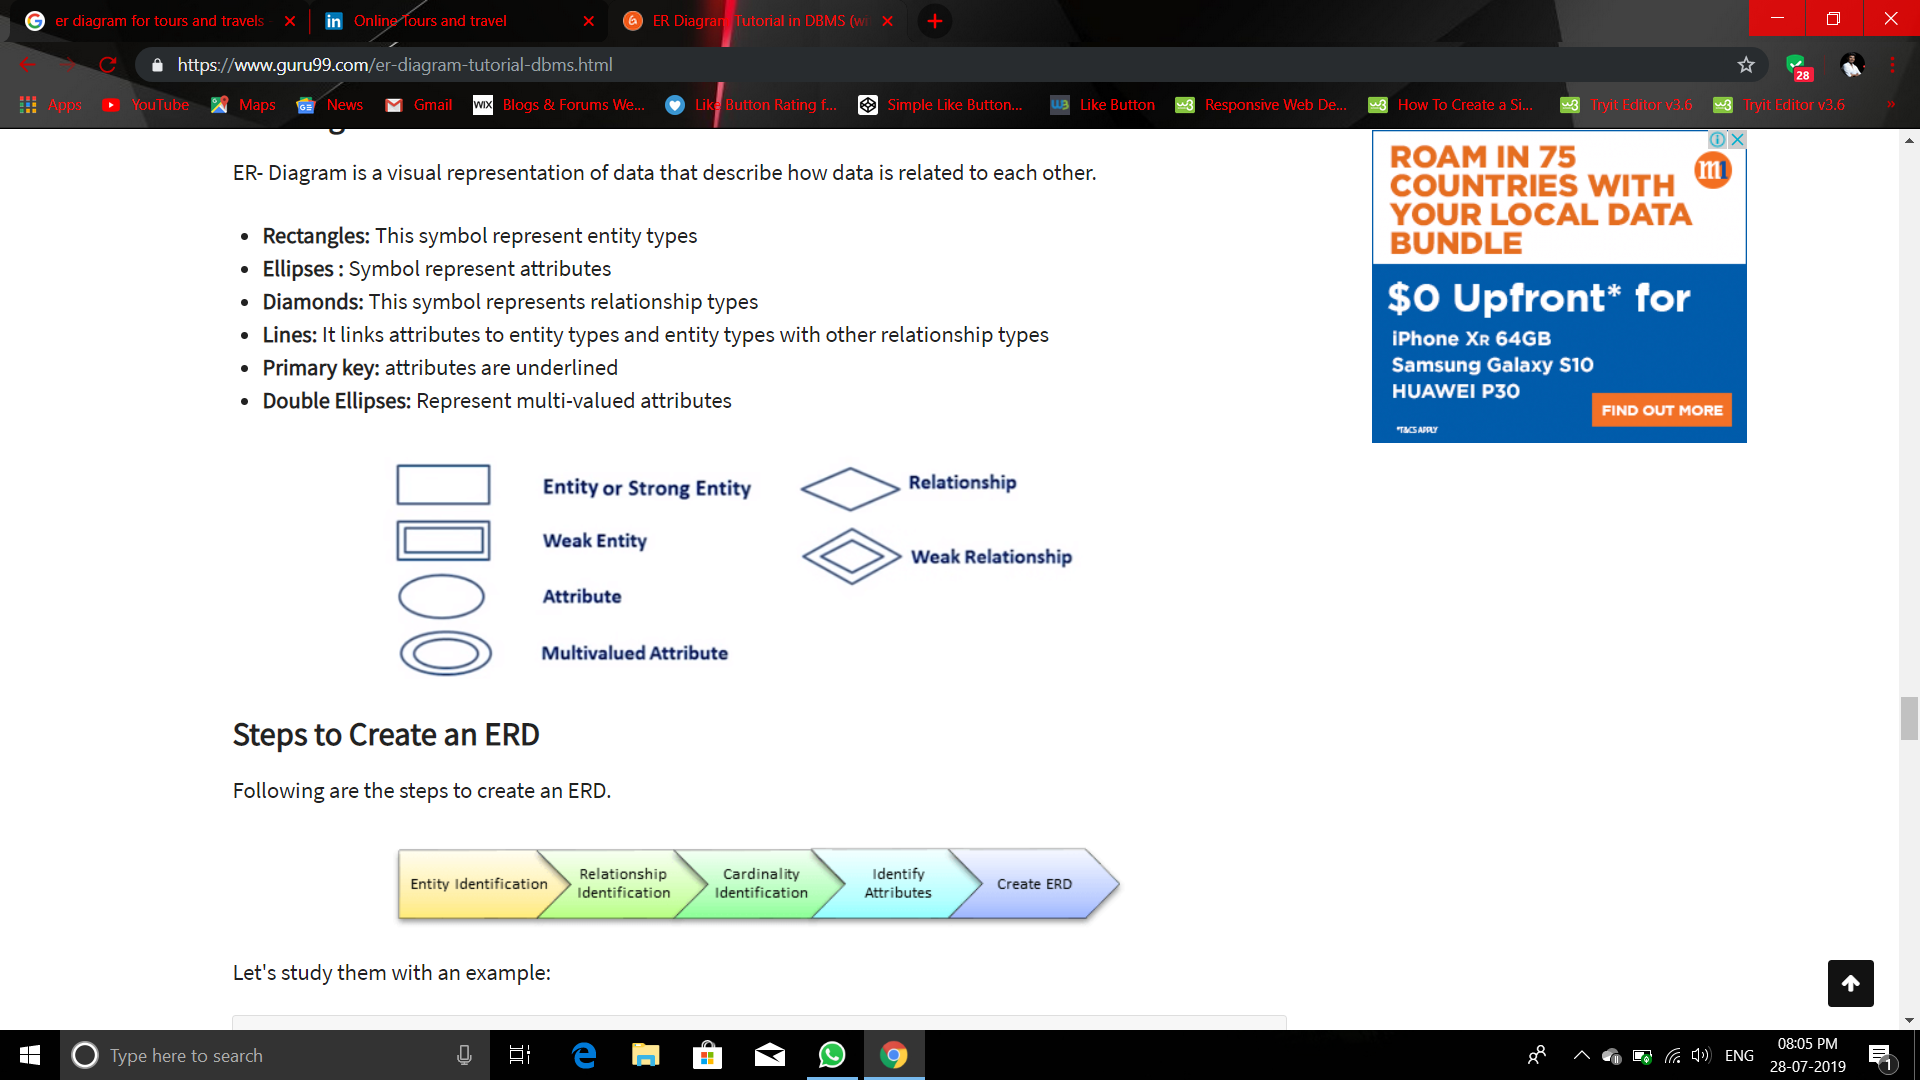 er diagram for tours and travels
Online Tours and travel
ER Diagram Tutorial in DBMS (wi
https://www.guru99.com/er-diagram-tutorial-dbms.html
28
Apps
YouTube
Maps
News
Gmail
WIX
Blogs & Forums We...
Like Button Rating f...
Simple Like Button...
Like Button
Responsive Web De...
How To Create a Si...
Tryit Editor v3.6
Tryit Editor v3.6
ER- Diagram is a visual representation of data that describe how data is related to each other.
Rectangles: This symbol represent entity types
Ellipses : Symbol represent attributes
Diamonds: This symbol represents relationship types
Lines: It links attributes to entity types and entity types with other relationship types
Primary key: attributes are underlined
Double Ellipses: Represent multi-valued attributes
Entity or Strong Entity
Relationship
Weak Entity
Weak Relationship
Attribute
Multivalued Attribute
Steps to Create an ERD
Following are the steps to create an ERD.
Entity Identification
Relationship
Identification
Cardinality
Identification
Identify
Attributes
Create ERD
Let's study them with an example:
ROAM IN 75
COUNTRIES WITH
YOUR LOCAL DATA
BUNDLE
m1
$0 Upfront* for
iPhone XR 64GB
Samsung Galaxy S10
HUAWEI P30
FIND OUT MORE
*T&CS APPLY
Type here to search
ENG
08:05 PM
28-07-2019
1